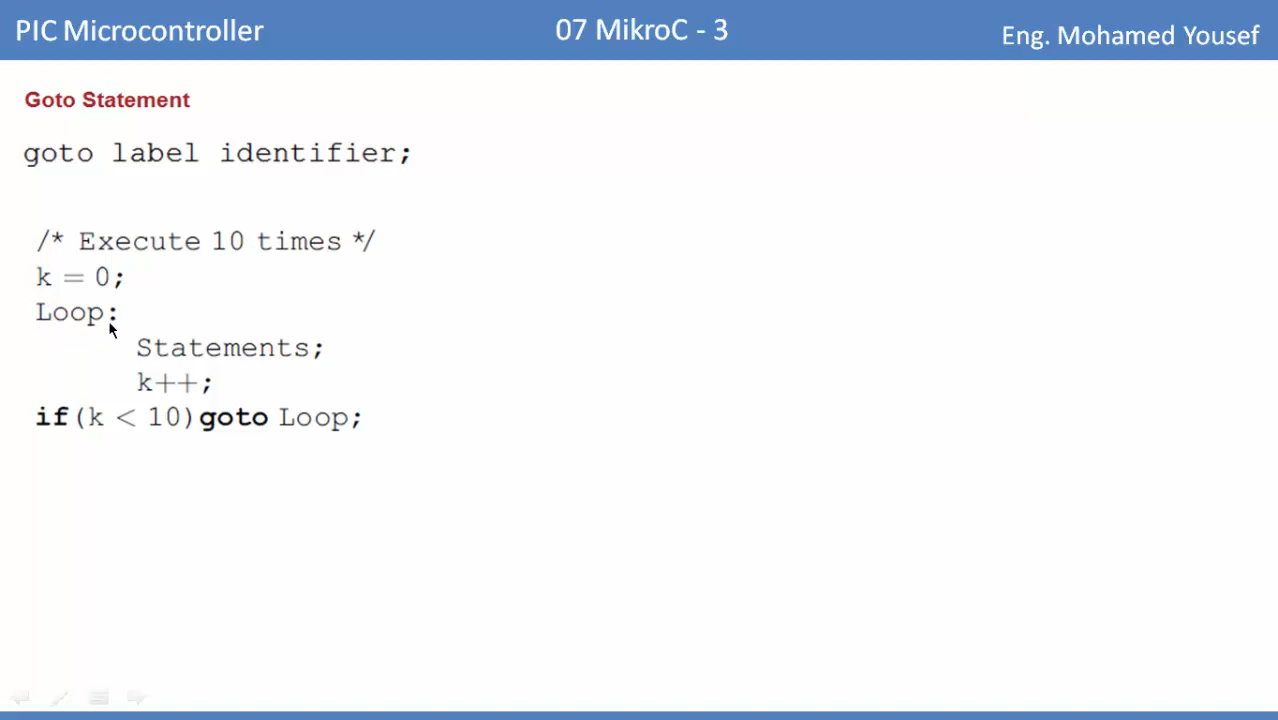 PIC Microcontroller
07 MikroC - 3
Eng. Mohamed Yousef
Goto Statement
goto label identifier;
/* Execute 10 times */
k = 0;
Loop:
Statements;
k++;
if(k < 10)goto Loop;